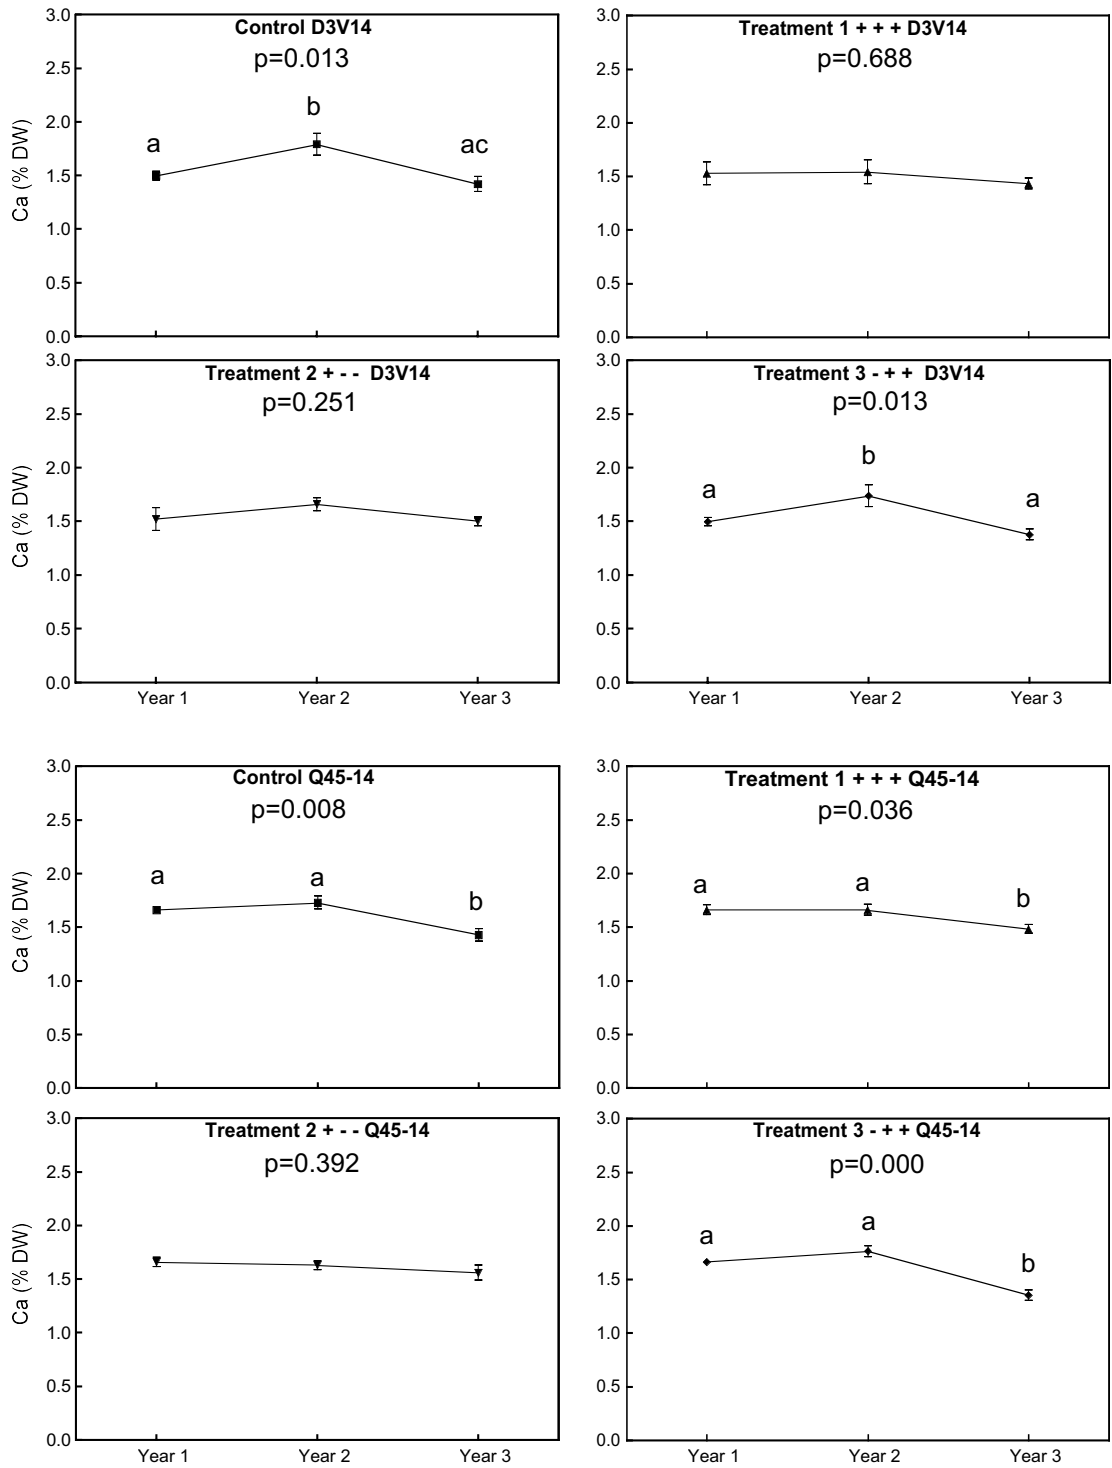 Control D3V14
p=0.013
a
b
ac
3.0
2.5
2.0
1.5
1.0
0.5
0.0
Ca (% DW)
Treatment 1 + + + D3V14
p=0.688
3.0
2.5
2.0
1.5
1.0
0.5
0.0
Treatment 2 + - - D3V14
p=0.251
3.0
2.5
2.0
1.5
1.0
0.5
0.0
Ca (% DW)
Year 1 Year 2 Year 3
Treatment 3 - + + D3V14
p=0.013
a
b
a
3.0
2.5
2.0
1.5
1.0
0.5
0.0
Year 1 Year 2 Year 3
Control Q45-14
p=0.008
a
a
b
3.0
2.5
2.0
1.5
1.0
0.5
0.0
Ca (% DW)
Treatment 1 + + + Q45-14
p=0.036
a
a
b
3.0
2.5
2.0
1.5
1.0
0.5
0.0
Treatment 2 + - - Q45-14
p=0.392
3.0
2.5
2.0
1.5
1.0
0.5
0.0
Ca (% DW)
Year 1 Year 2 Year 3
Treatment 3 - + + Q45-14
p=0.000
a
a
b
3.0
2.5
2.0
1.5
1.0
0.5
0.0
Year 1 Year 2 Year 3